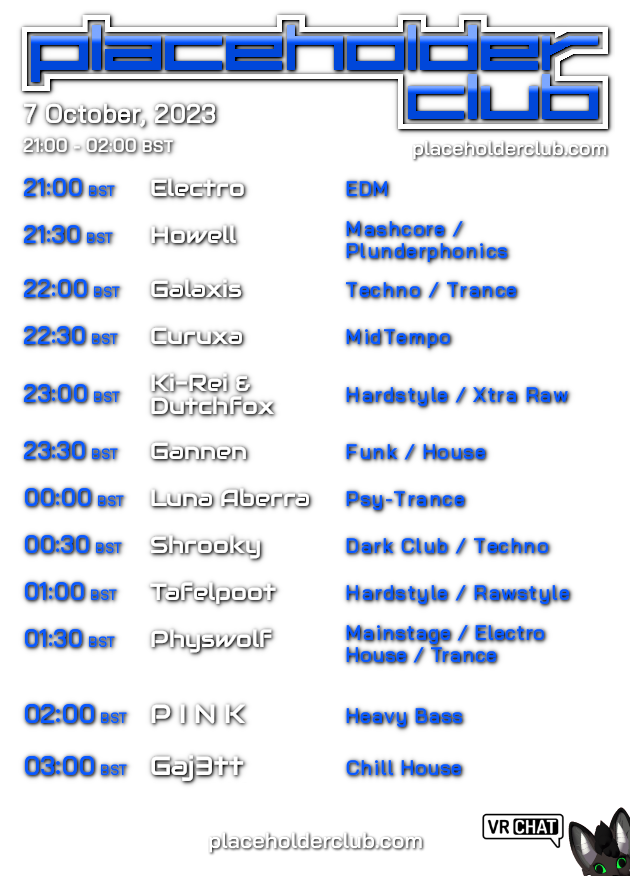 placeholder
club
7 October, 2023
21:00 - 02:00 BST
placeholderclub.com
21:00 BST Electro EDM
21:30 BST Howell Mashcore /
Plunderphonics
22:00 BST Galaxis Techno / Trance
22:30 BST Curuxa MidTempo
Ki-Rei &
23:00 BST Dutchfox Hardstyle / Xtra Raw
23:30 BST Gannen Funk / House
00:00 BST Luna Aberra Psy-Trance
00:30 BST Shrooky Dark Club / Techno
01:00 BST Tafelpoot Hardstyle / Rawstyle
01:30 BST Physwolf Mainstage / Electro
House / Trance
02:00 BST P I N K Heavy Bass
03:00 BST Gaj3tt Chill House
VRCHAT
placeholderclub.com